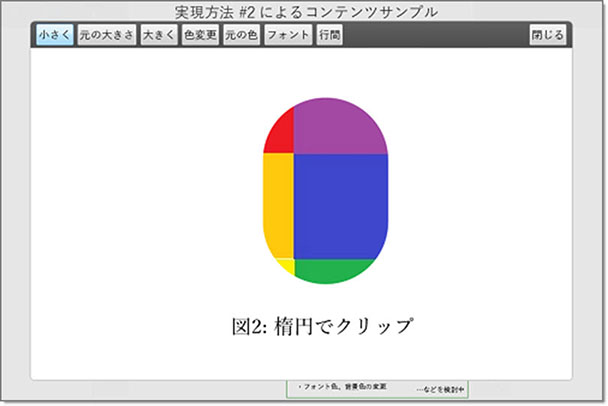 実現方法 #2 によるコンテンツサンプル
小さく 元の大きさ 大きく 色変更 元の色 フォント 行間 閉じる
図2: 楕円でクリップ
・フォント色、背景色の変更
…などを検討中